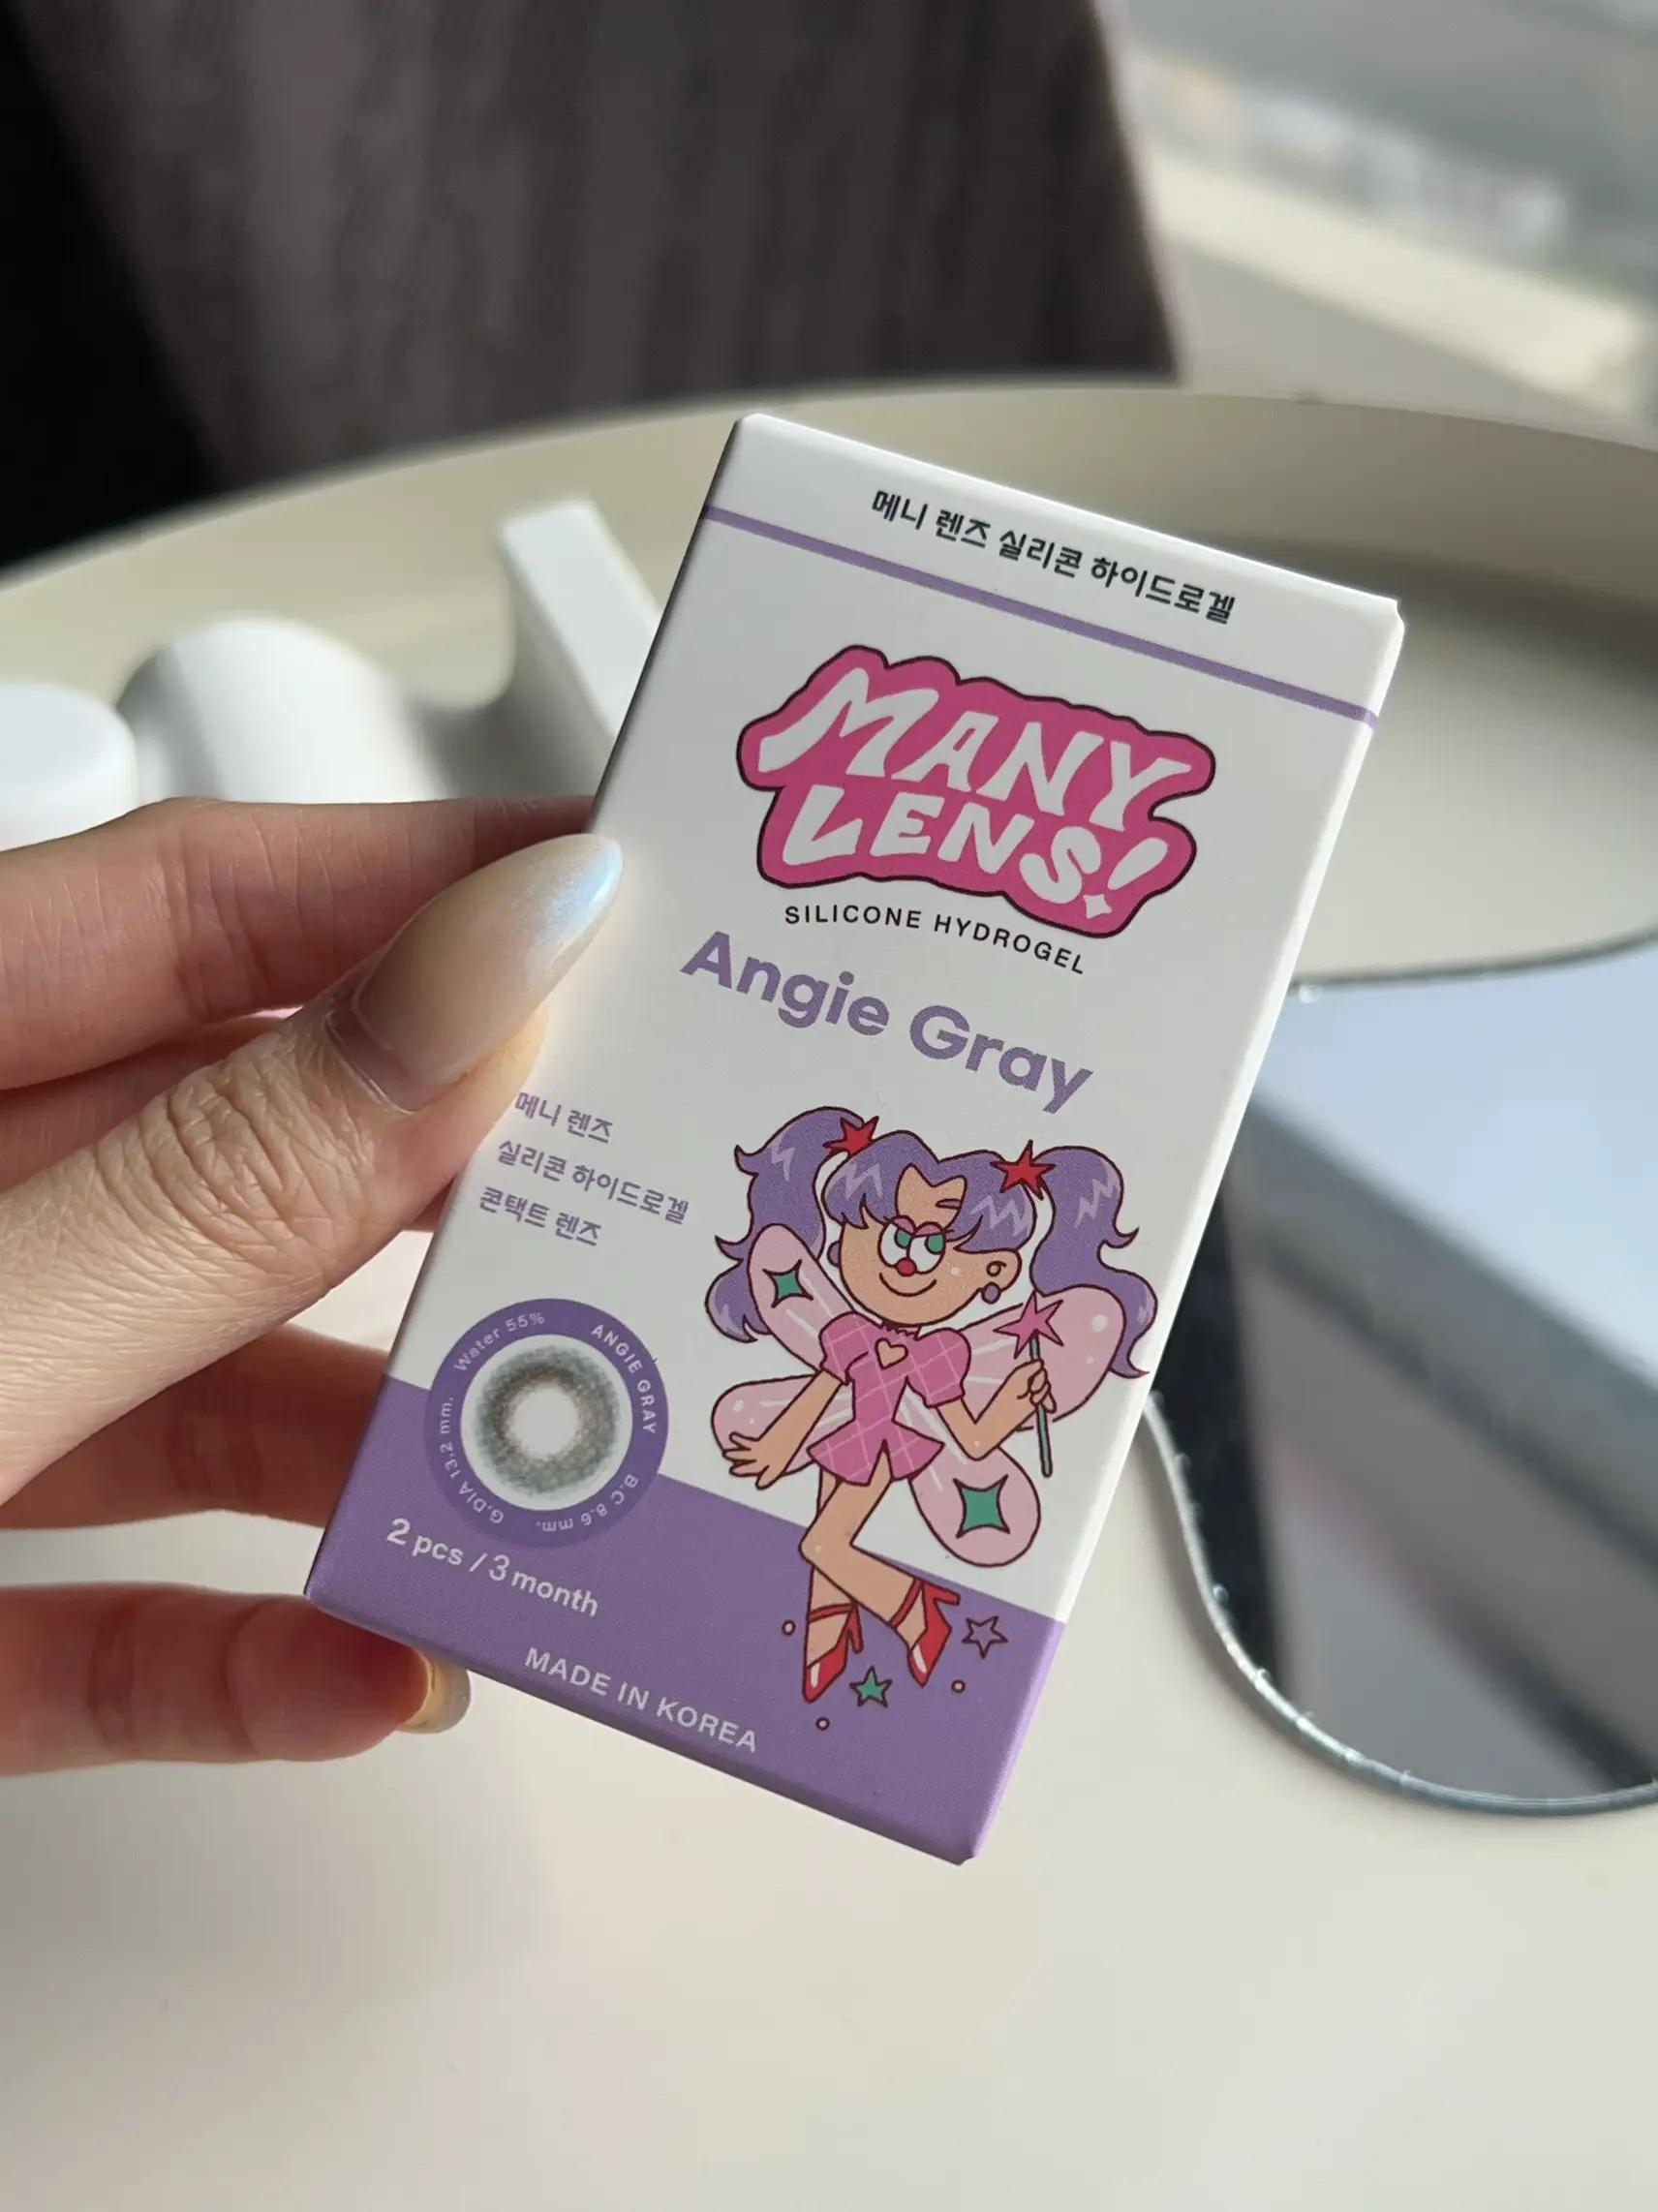 메니 렌즈 실리콘 하이드로겔
MANY
LENS!
SILICONE HYDROGEL
Angie Gray
메니 렌즈
실리콘 하이드로겔
콘택트 렌즈
Water 55%
ANGIE GRAY
B.C 8.6 mm.
G.DIA 13.2 mm.
2 pcs / 3 month
MADE IN KOREA